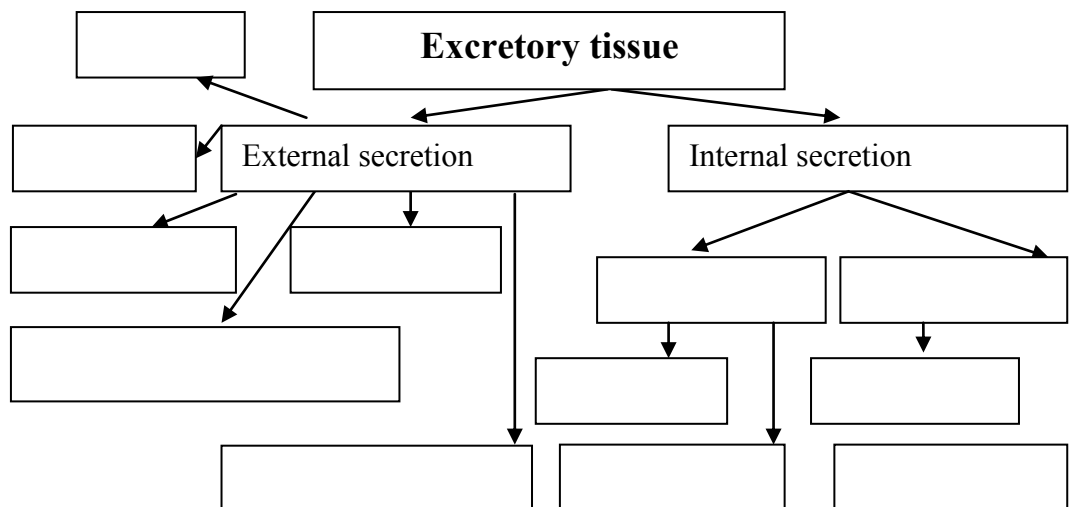 Excretory tissue
External secretion
Internal secretion